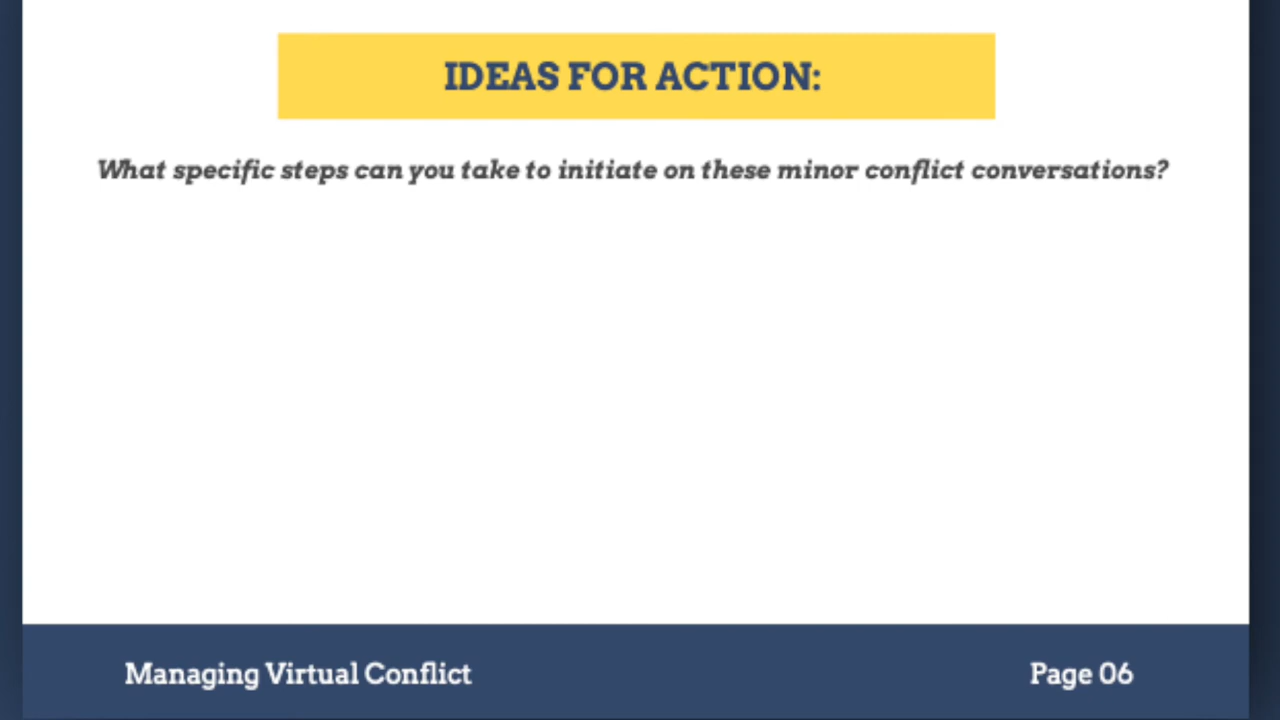 IDEAS FOR ACTION:
What specific steps can you take to initiate on these minor conflict conversations?
Managing Virtual Conflict
Page 06